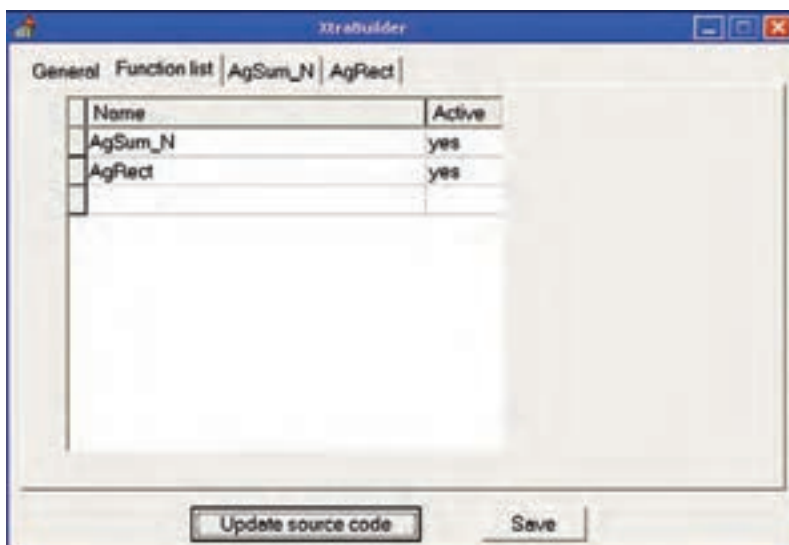 XtraBuilder
General Function list AgSum_N AgRect
Name Active
AgSum_N yes
AgRect yes
Update source code Save